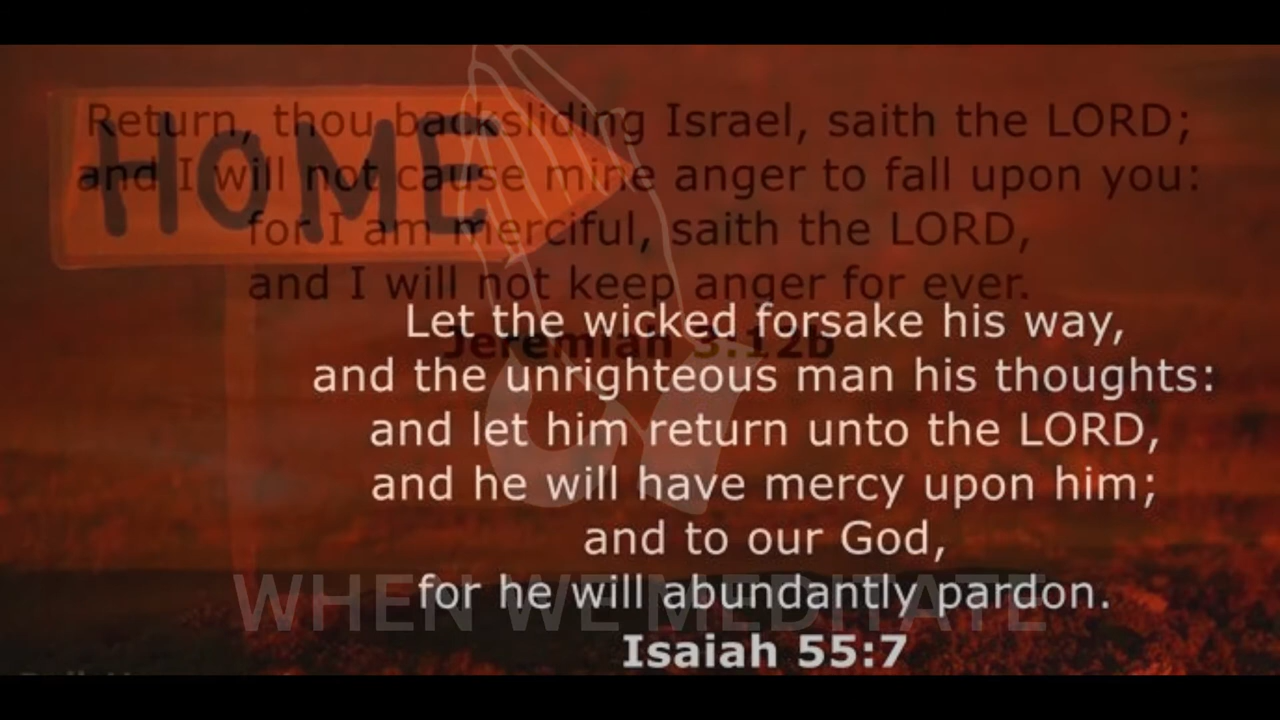 HOME
Return, thou backsliding Israel, saith the LORD;
and I will not cause mine anger to fall upon you:
for I am merciful, saith the LORD,
and I will not keep anger for ever.
Jeremiah 3:12b
Let the wicked forsake his way,
and the unrighteous man his thoughts:
and let him return unto the LORD,
and he will have mercy upon him;
and to our God,
for he will abundantly pardon.
WHEN WE MEDITATE
Isaiah 55:7